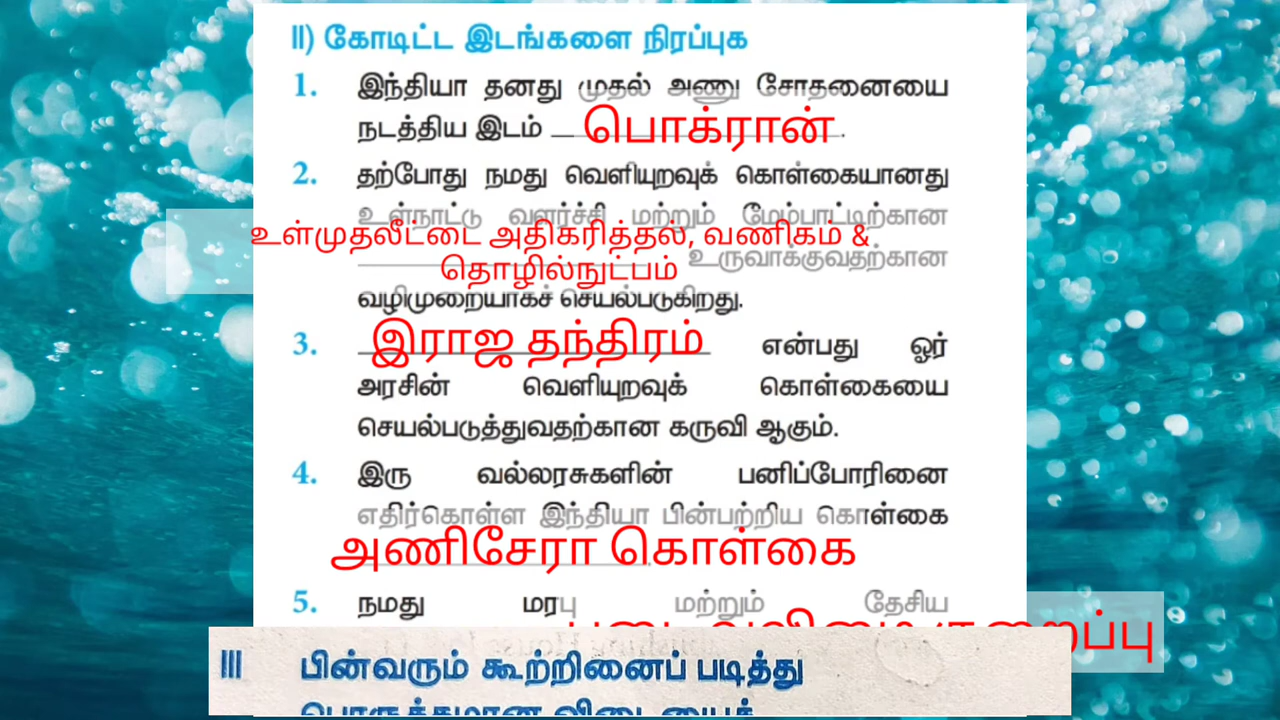 II) கோடிட்ட இடங்களை நிரப்புக
1. இந்தியா தனது முதல் அணு சோதனையை
நடத்திய இடம் பொக்ரான் .
2. தற்போது நமது வெளியுறவுக் கொள்கையானது
உள்நாட்டு வளர்ச்சி மற்றும் மேம்பாட்டிற்கான
உள்முதலீட்டை அதிகரித்தல், வணிகம் &
உருவாக்குவதற்கான
தொழில்நுட்பம்
வழிமுறையாகச் செயல்படுகிறது.
3. இராஜ தந்திரம் என்பது ஓர்
அரசின் வெளியுறவுக் கொள்கையை
செயல்படுத்துவதற்கான கருவி ஆகும்.
4. இரு வல்லரசுகளின் பனிப்போரினை
எதிர்கொள்ள இந்தியா பின்பற்றிய கொள்கை
அணிசேரா கொள்கை
5. நமது மரபு மற்றும் தேசிய
III பின்வரும் கூற்றினைப் படித்து